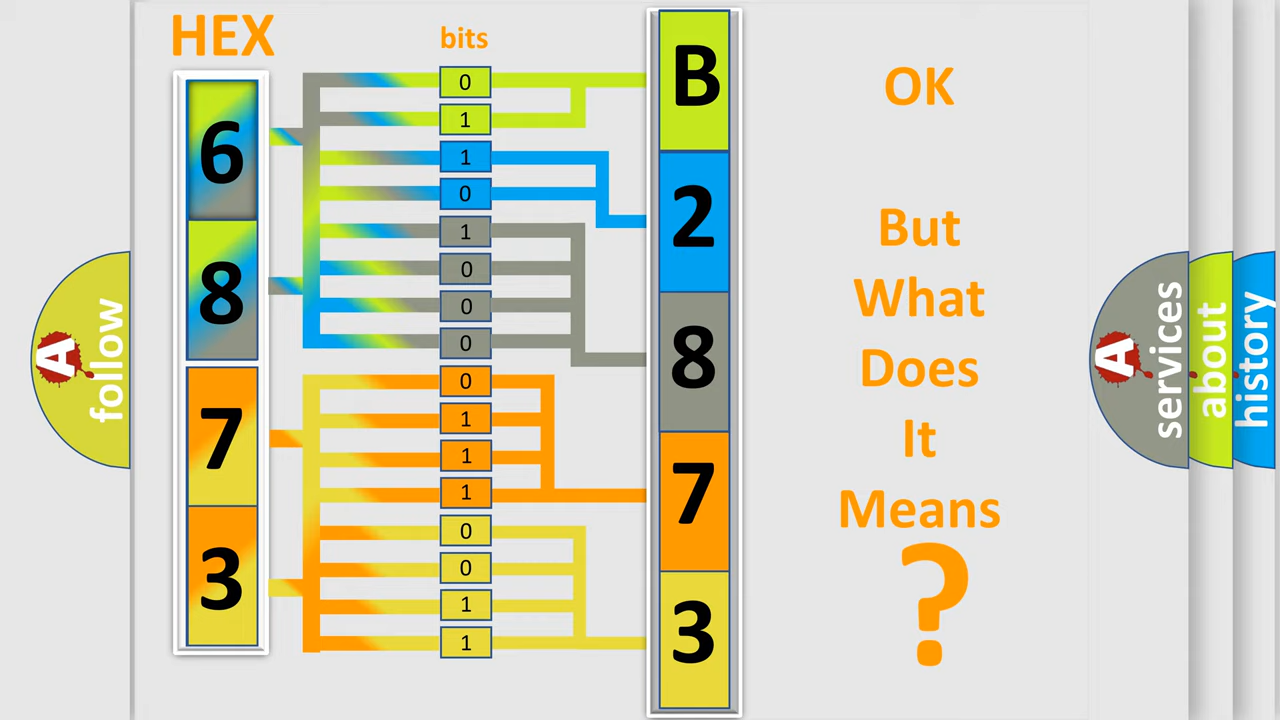 HEX
bits
6
8
7
3
0
1
1
0
1
0
0
0
0
1
1
1
0
0
1
1
B
2
8
7
3
OK
But
What
Does
It
Means
?
A
follow
A
services
about
history